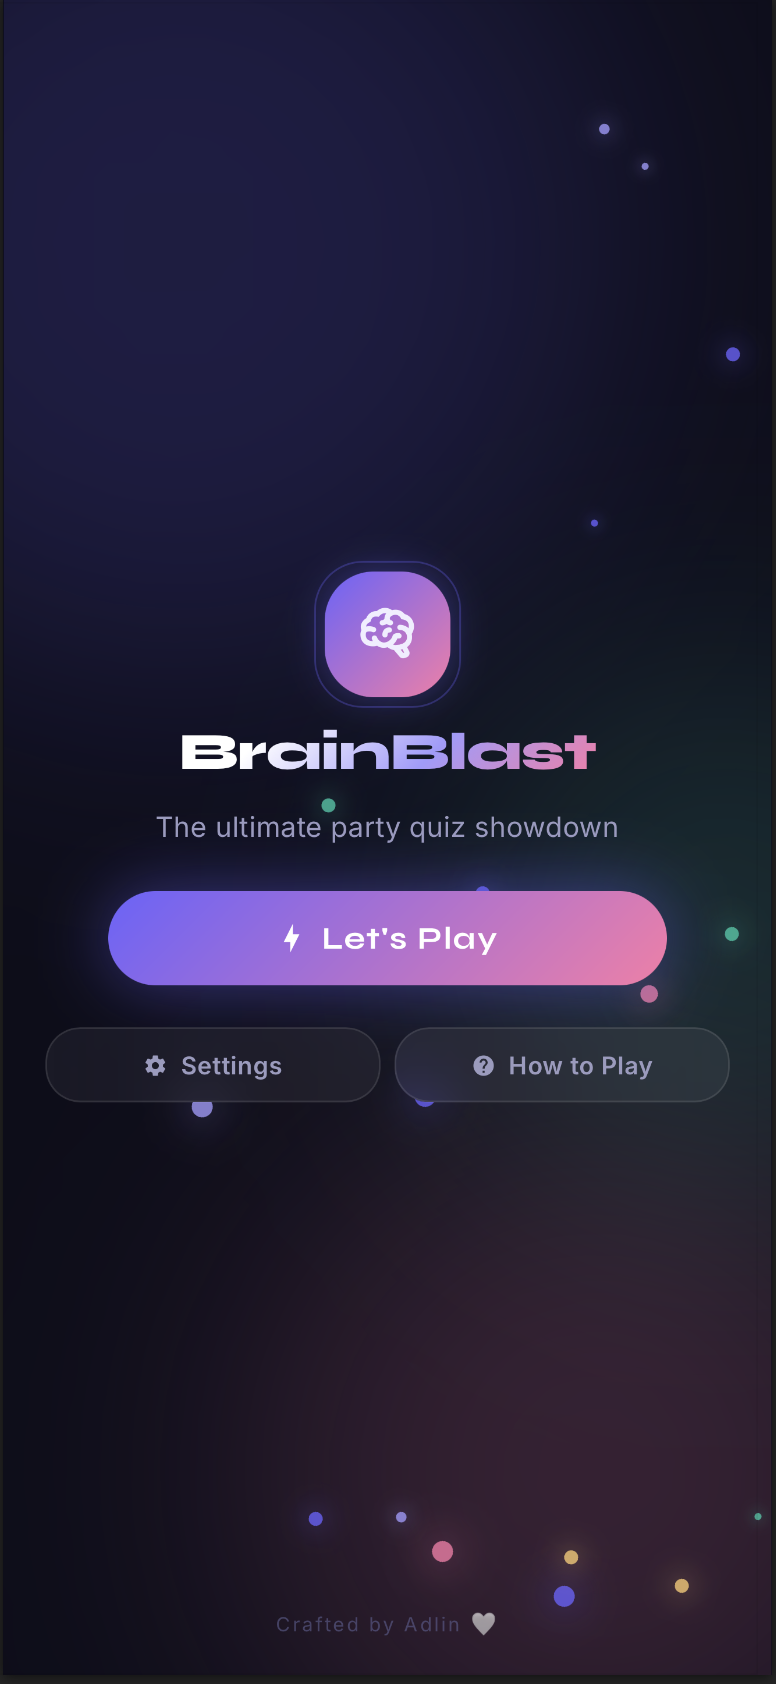 BrainBlast
The ultimate party quiz showdown
Let's Play
Settings
How to Play
Crafted by Adlin 🤍